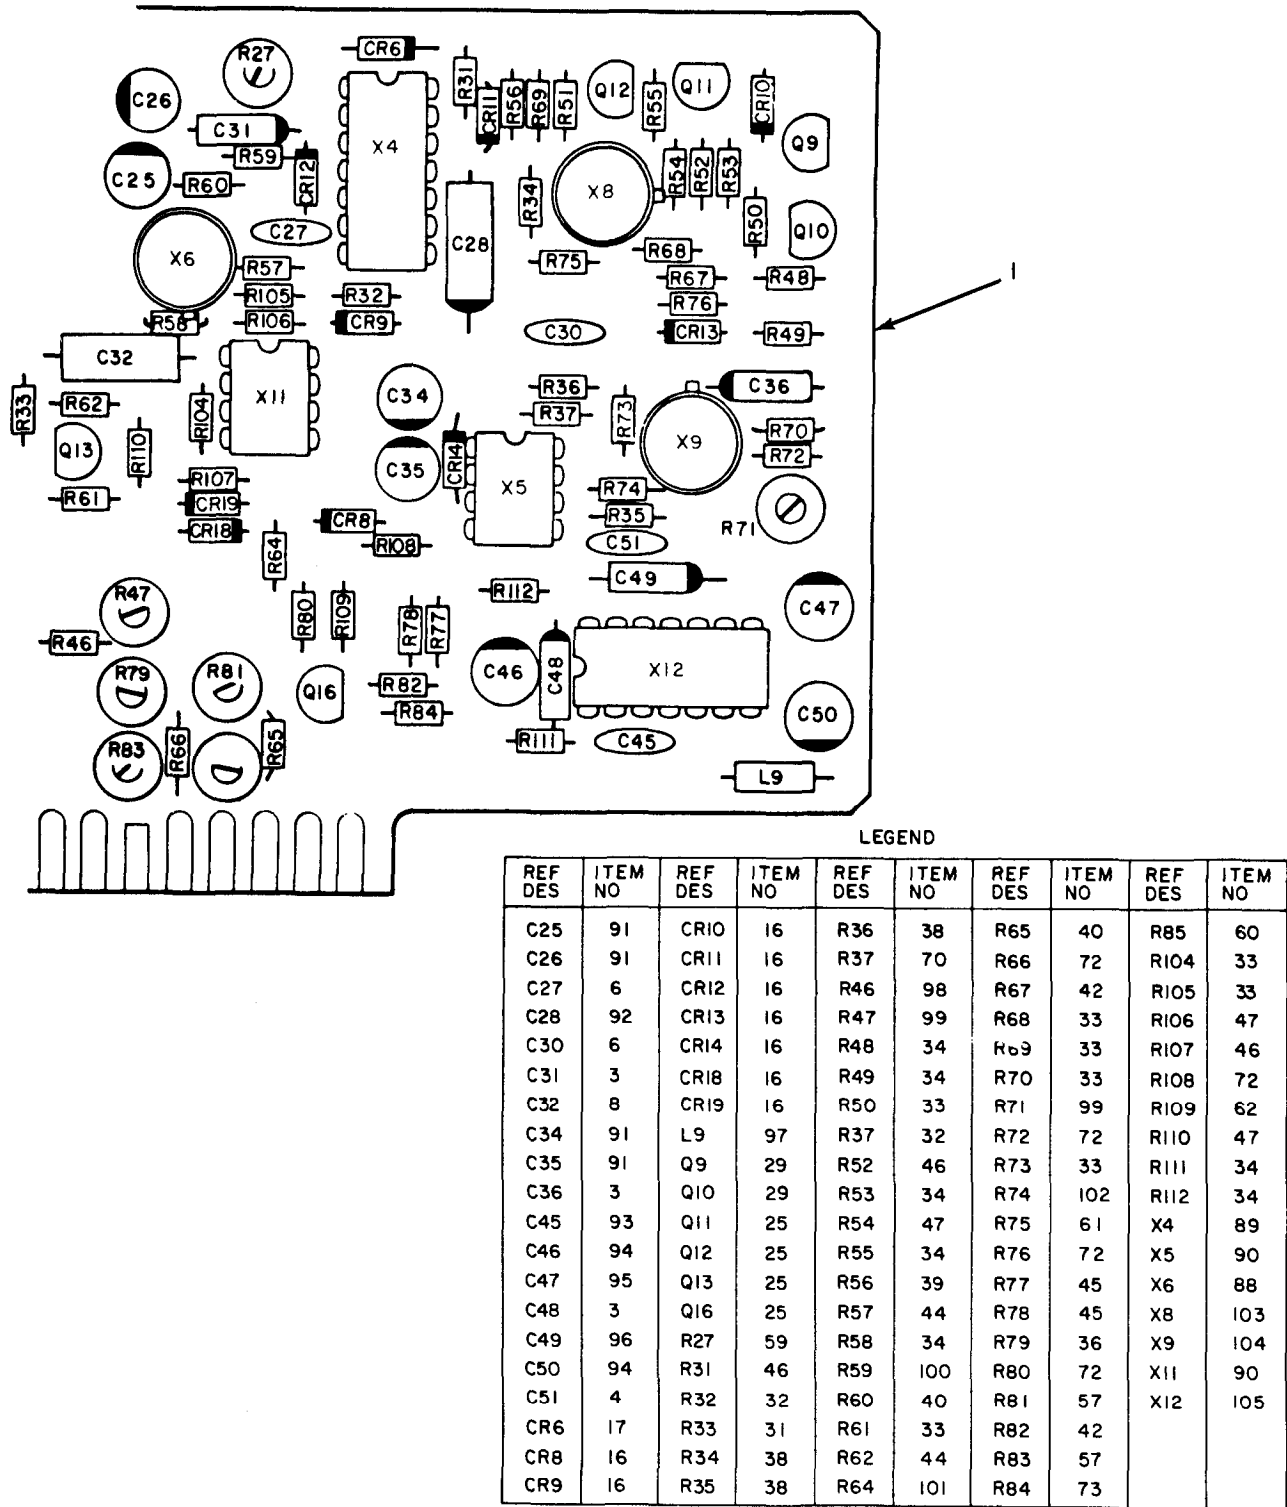 CR6
R27
R31
CR11
R56
R69
R51
Q12
R55
Q11
CR10
C26
C31
X4
Q9
R59
CR12
C25
R60
R34
X8
R54
R52
R53
R50
Q10
C27
C28
X6
R57
R75
R68
R67
R48
R105
R32
R76
R58
R106
CR9
C30
CR13
R49
1
C32
R33
R62
R104
X11
C34
R36
R37
R73
C36
Q13
R110
CR14
X9
R70
R72
C35
R107
X5
R74
R61
CR19
R35
R71
CR18
CR8
R64
R108
C51
C49
R112
R47
R80
R109
R78
R77
C47
R46
R79
R81
Q16
R82
C46
C48
X12
R84
C50
R83
R66
R65
R111
C45
L9
LEGEND
REF DES ITEM NO REF DES ITEM NO REF DES ITEM NO REF DES ITEM NO REF DES ITEM NO
C25 91 CR10 16 R36 38 R65 40 R85 60
C26 91 CR11 16 R37 70 R66 72 R104 33
C27 6 CR12 16 R46 98 R67 42 R105 33
C28 92 CR13 16 R47 99 R68 33 R106 47
C30 6 CR14 16 R48 34 R69 33 R107 46
C31 3 CR18 16 R49 34 R70 33 R108 72
C32 8 CR19 16 R50 33 R71 99 R109 62
C34 91 L9 97 R37 32 R72 72 R110 47
C35 91 Q9 29 R52 46 R73 33 R111 34
C36 3 Q10 29 R53 34 R74 102 R112 34
C45 93 Q11 25 R54 47 R75 61 X4 89
C46 94 Q12 25 R55 34 R76 72 X5 90
C47 95 Q13 25 R56 39 R77 45 X6 88
C48 3 Q16 25 R57 44 R78 45 X8 103
C49 96 R27 59 R58 34 R79 36 X9 104
C50 94 R31 46 R59 100 R80 72 X11 90
C51 4 R32 32 R60 40 R81 57 X12 105
CR6 17 R33 31 R61 33 R82 42
CR8 16 R34 38 R62 44 R83 57
CR9 16 R35 38 R64 101 R84 73